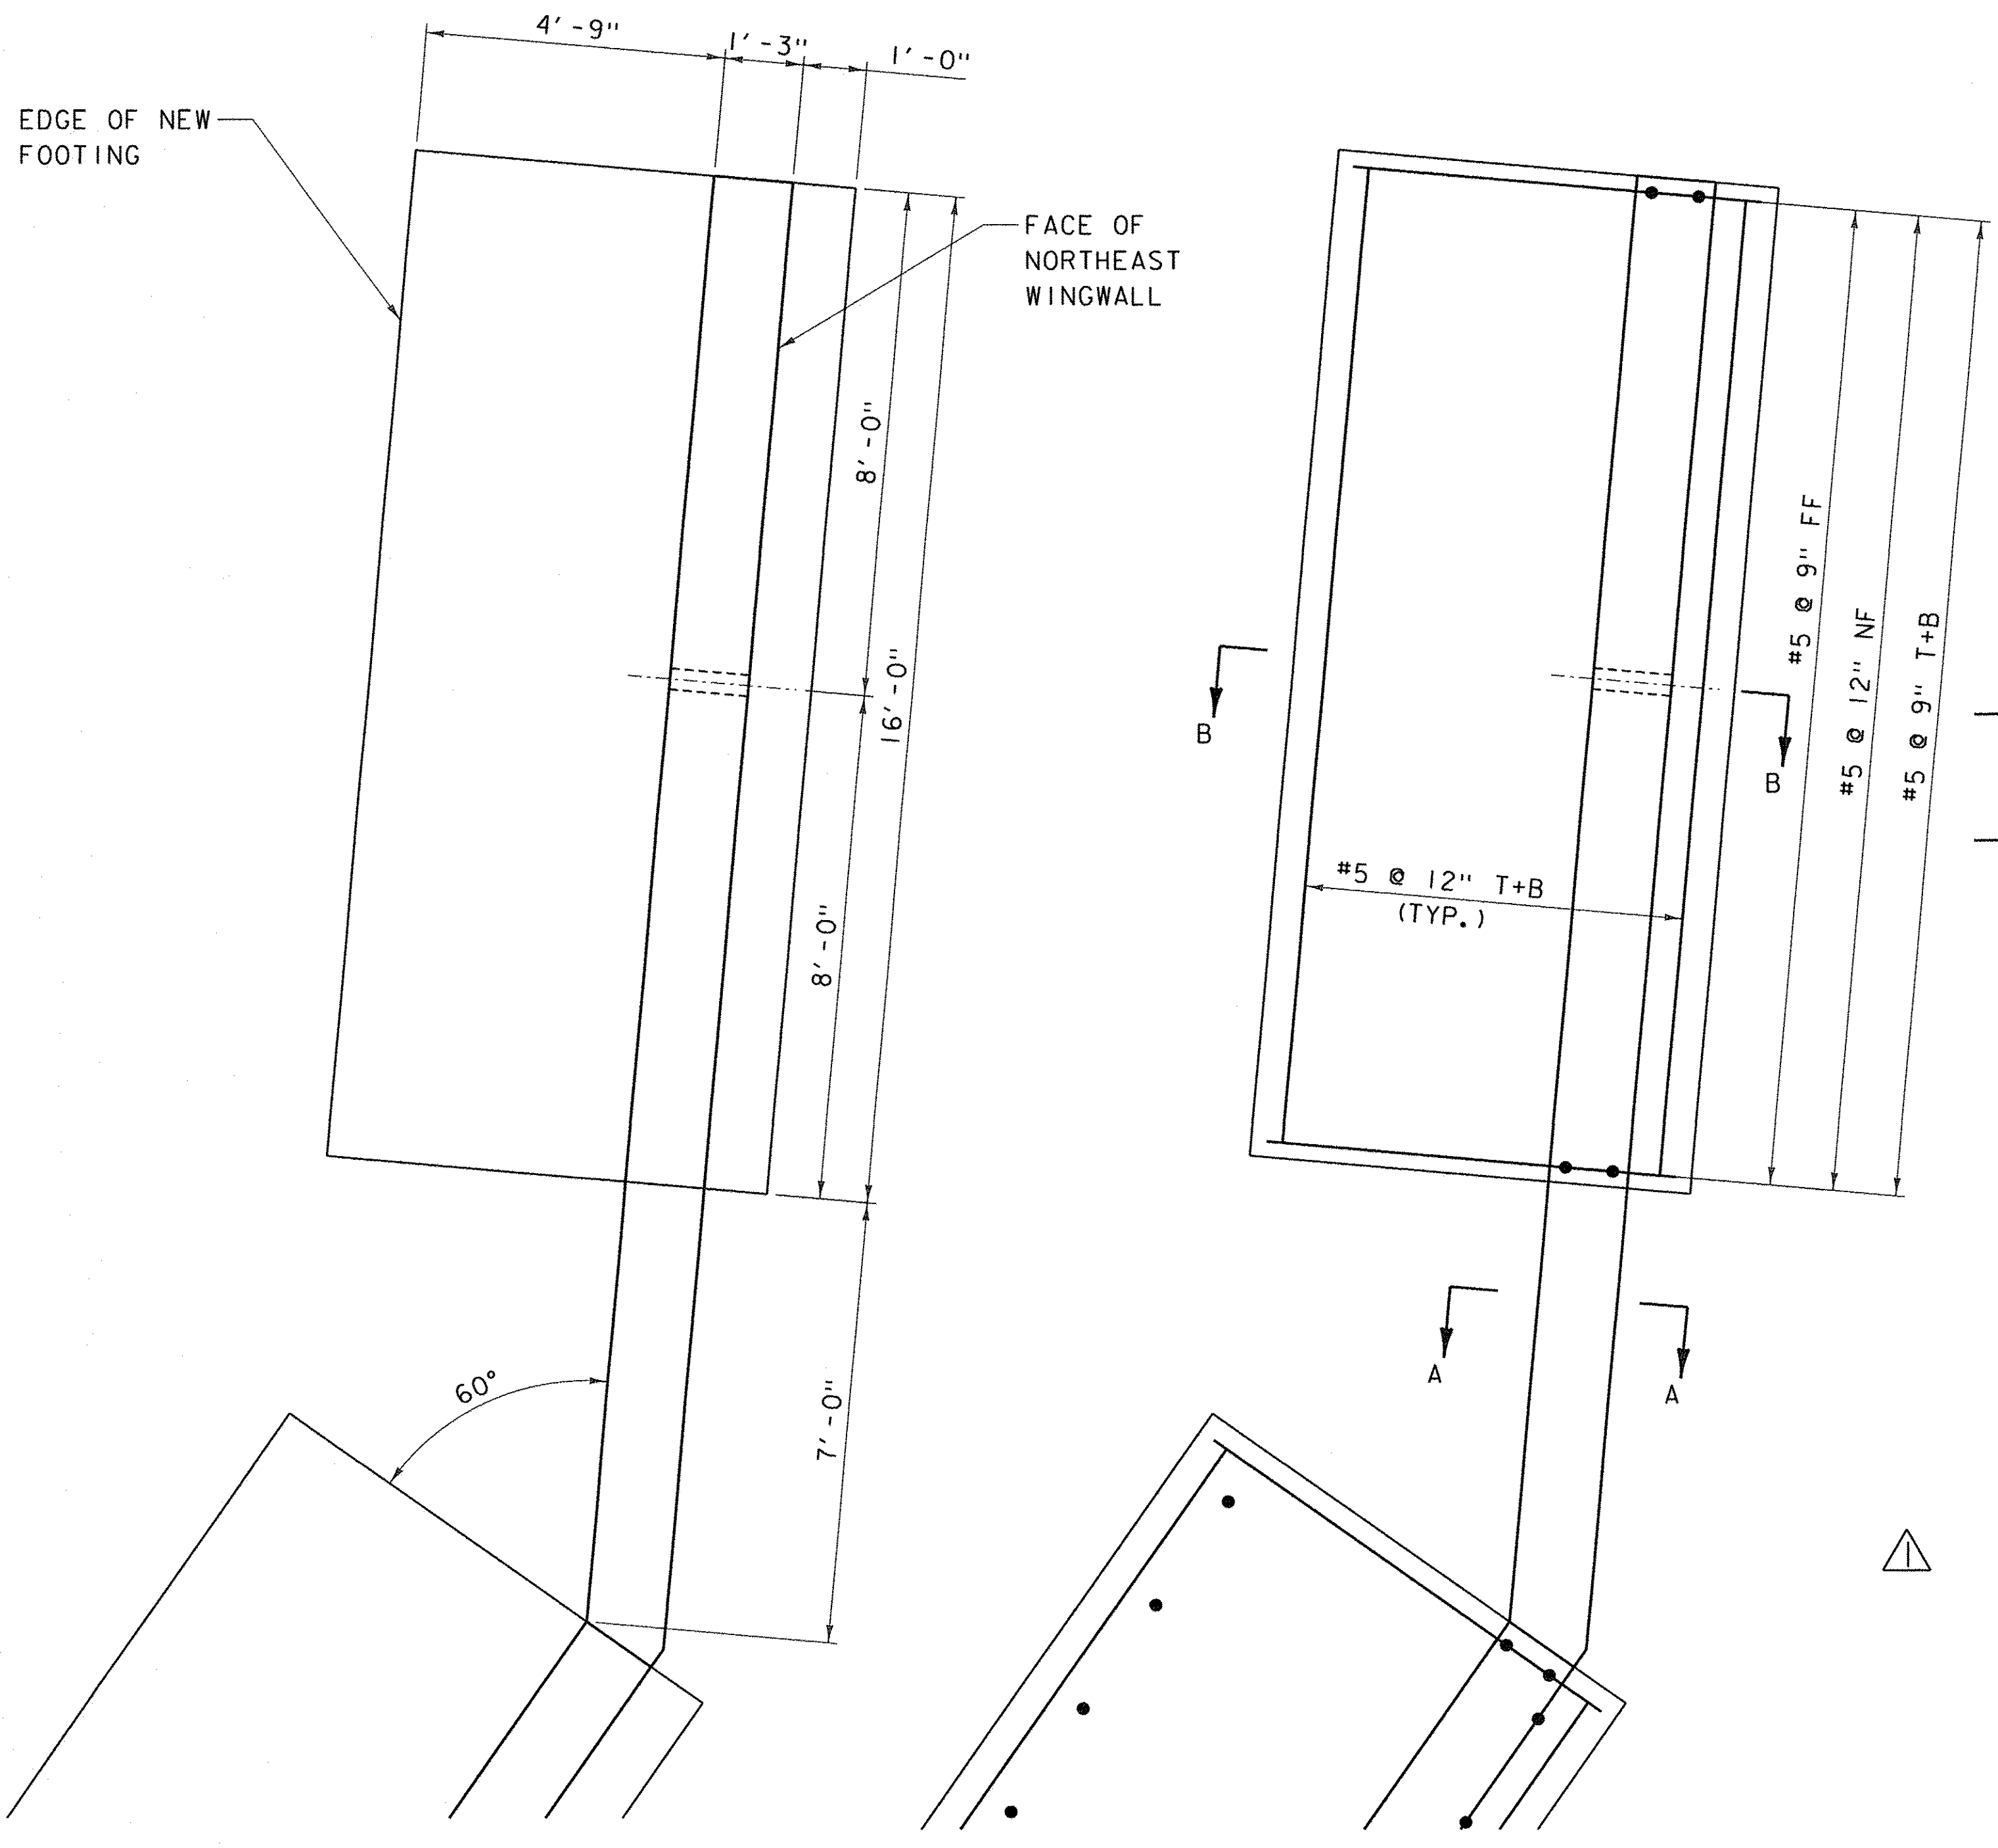 4'-9"
1'-3"
1'-0"
EDGE OF NEW
FOOTING
FACE OF
NORTHEAST
WINGWALL
8'-0"
16'-0"
8'-0"
7'-0"
60°
#5 @ 9" FF
#5 @ 12" NF
#5 @ 9" T+B
B
B
#5 @ 12" T+B
(TYP.)
A
A
1